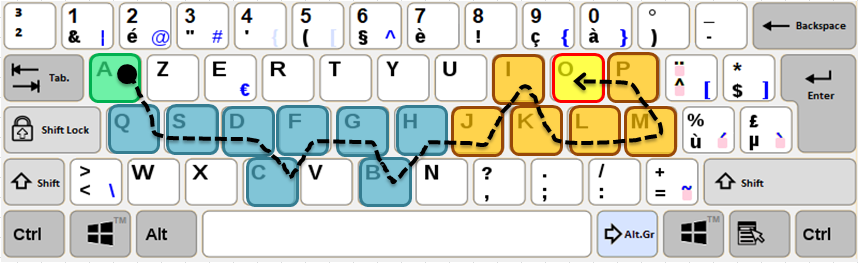 ³ ² 1 & | 2 é @ 3 " # 4 ' { 5 ( [ 6 § ^ 7 è 8 ! 9 ç { 0 à } ° ) _ - Backspace
Tab. A Z E € R T Y U I O P ¨ ^ [ * $ ] Enter
Shift Lock Q S D F G H J K L M % ù ´ £ µ `
Shift > < \ W X C V B N ? , . ; / : + = ~ Shift
Ctrl TM Alt Alt.Gr TM Ctrl